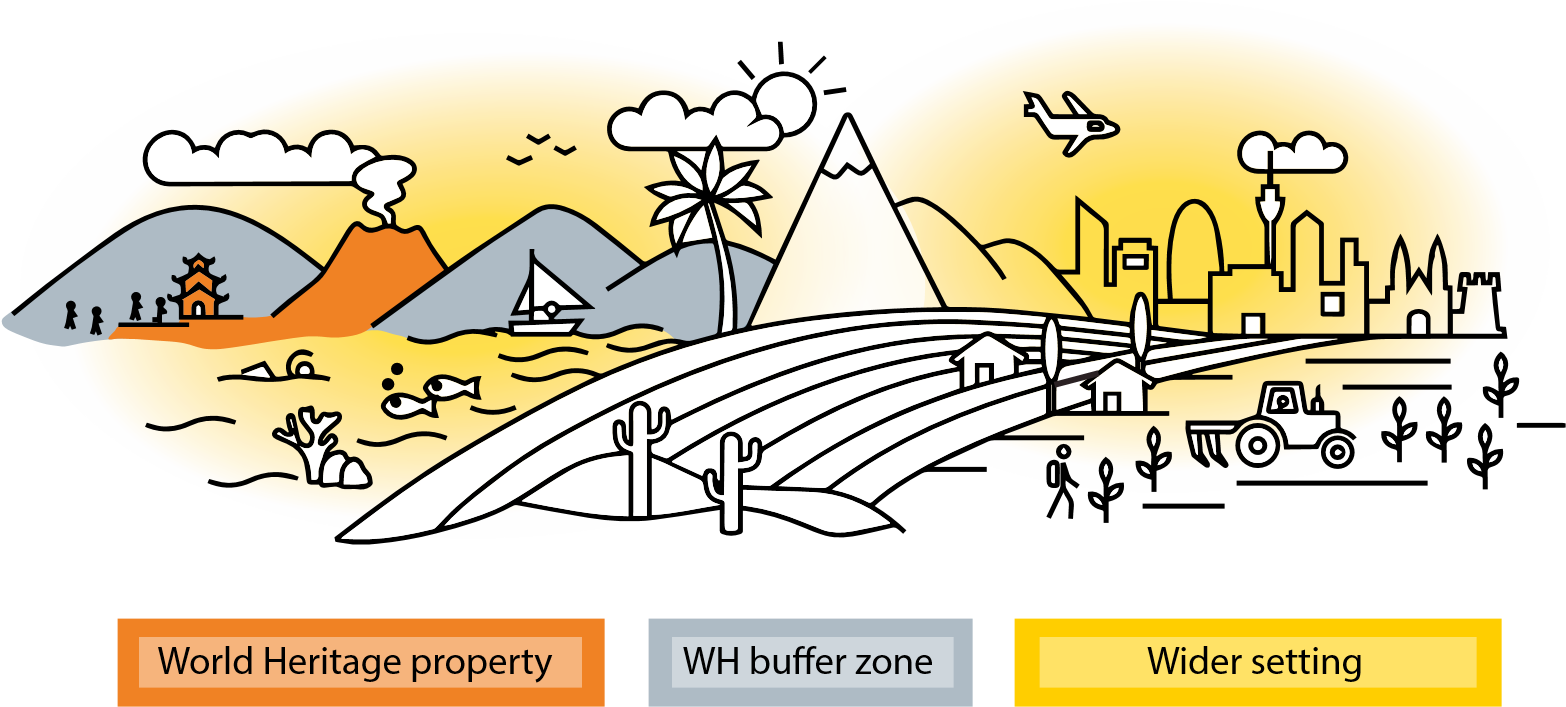 World Heritage property
WH buffer zone
Wider setting